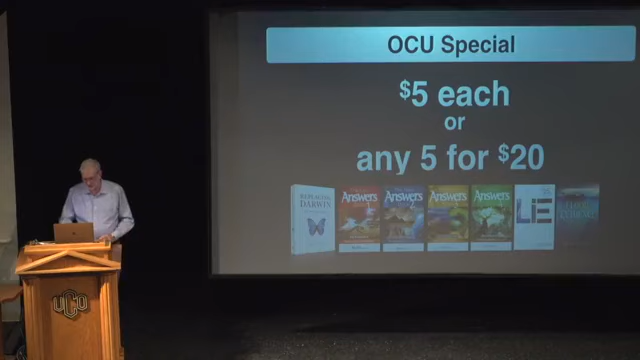 OCU Special
$5 each
or
any 5 for $20
DARWIN
Answers
Answers
Answers
Answers
LiE
UCO